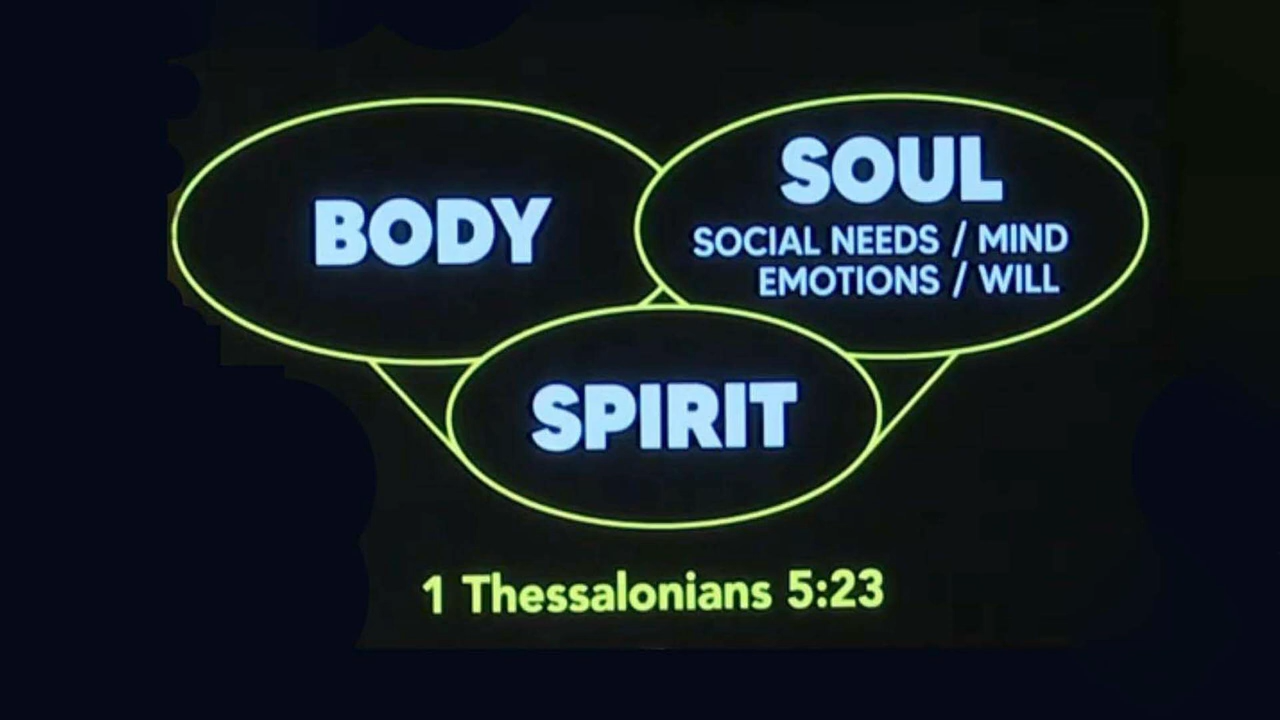 BODY
SOUL
SOCIAL NEEDS / MIND
EMOTIONS / WILL
SPIRIT
1 Thessalonians 5:23